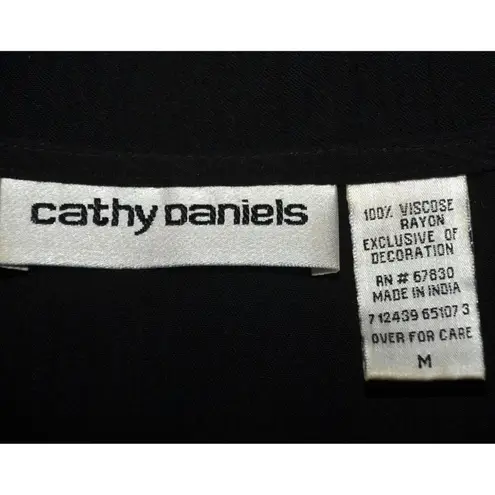 cathy Daniels
100% VISCOSE
RAYON
EXCLUSIVE OF
DECORATION
RN # 67830
MADE IN INDIA
7 12439 65107 3
OVER FOR CARE
M